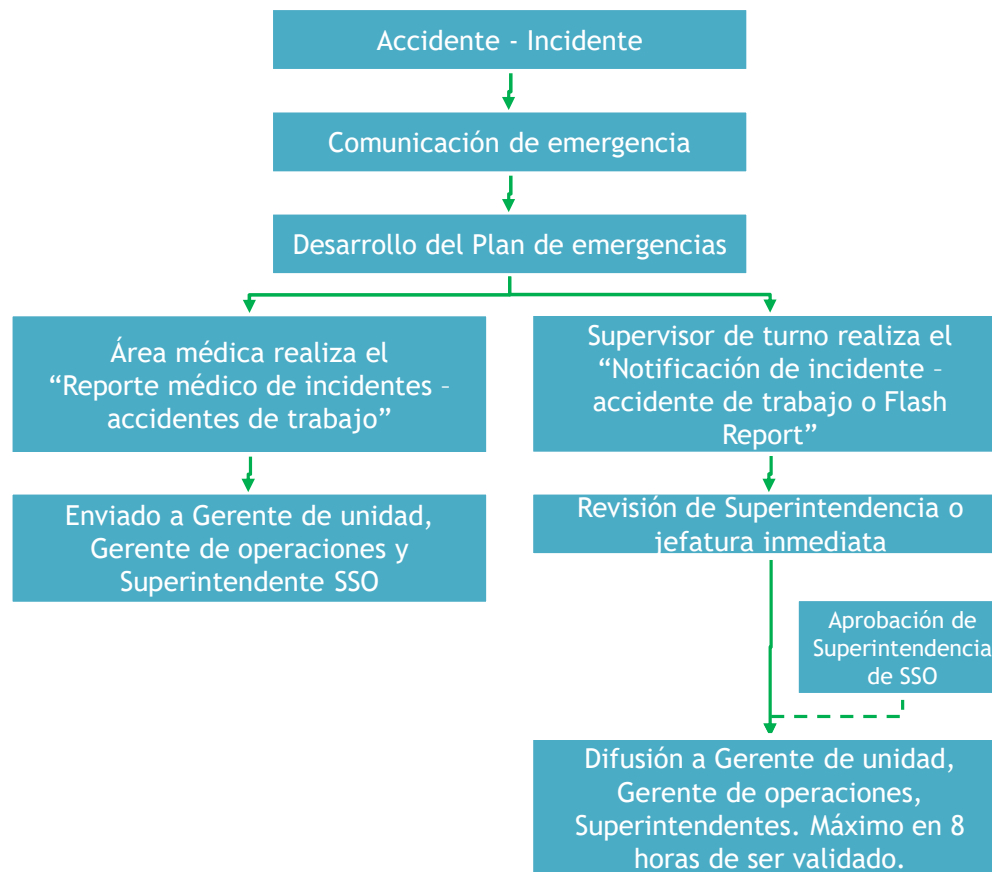 Accidente - Incidente
Comunicación de emergencia
Desarrollo del Plan de emergencias
Área médica realiza el
“Reporte médico de incidentes –
accidentes de trabajo”
Supervisor de turno realiza el
“Notificación de incidente –
accidente de trabajo o Flash
Report”
Enviado a Gerente de unidad,
Gerente de operaciones y
Superintendente SSO
Revisión de Superintendencia o
jefatura inmediata
Aprobación de
Superintendencia
de SSO
Difusión a Gerente de unidad,
Gerente de operaciones,
Superintendentes. Máximo en 8
horas de ser validado.